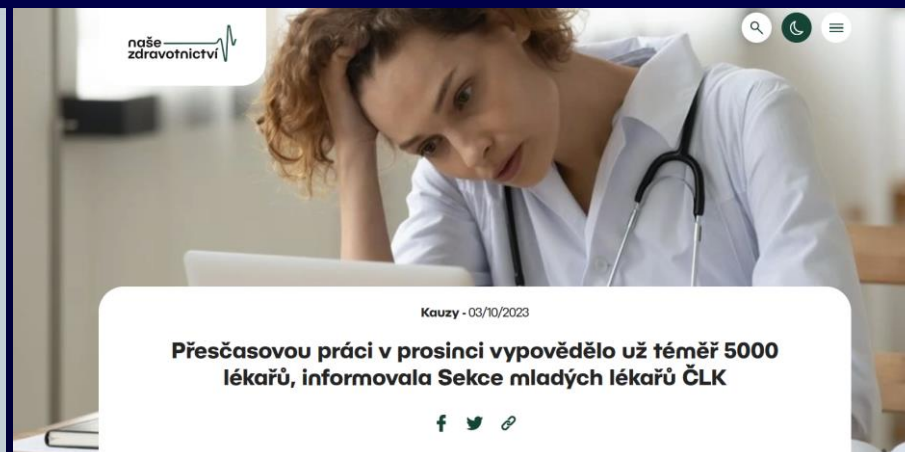 naše
zdravotnictví
Kauzy - 03/10/2023
Přesčasovou práci v prosinci vypovědělo už téměř 5000
lékařů, informovala Sekce mladých lékařů ČLK